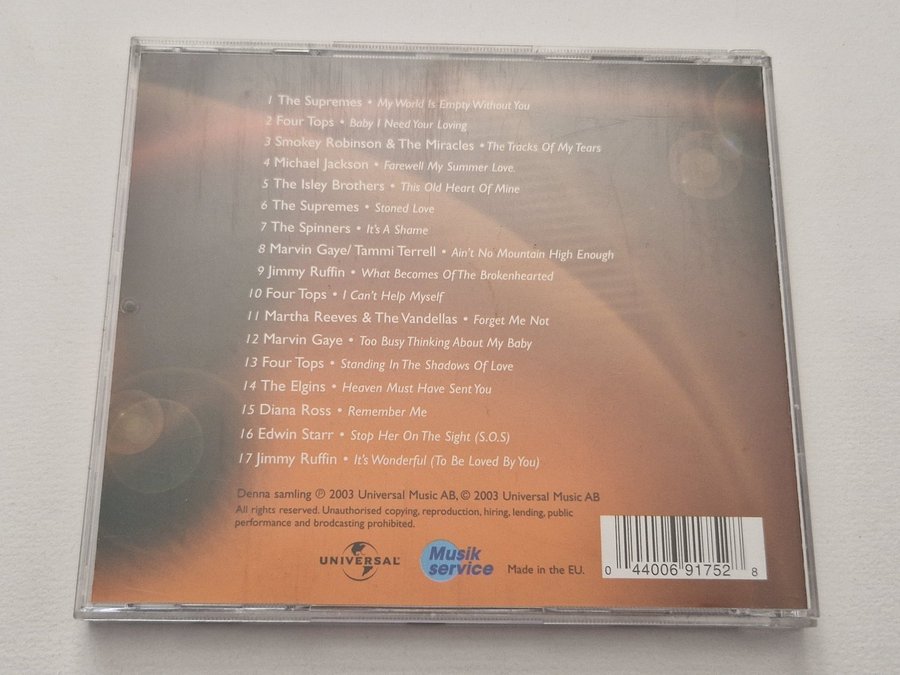 1 The Supremes • My World Is Empty Without You
2 Four Tops • Baby I Need Your Loving
3 Smokey Robinson & The Miracles • The Tracks Of My Tears
4 Michael Jackson • Farewell My Summer Love.
5 The Isley Brothers • This Old Heart Of Mine
6 The Supremes • Stoned Love
7 The Spinners • It's A Shame
8 Marvin Gaye/ Tammi Terrell • Ain't No Mountain High Enough
9 Jimmy Ruffin • What Becomes Of The Brokenhearted
10 Four Tops • I Can't Help Myself
11 Martha Reeves & The Vandellas • Forget Me Not
12 Marvin Gaye • Too Busy Thinking About My Baby
13 Four Tops • Standing In The Shadows Of Love
14 The Elgins • Heaven Must Have Sent You
15 Diana Ross • Remember Me
16 Edwin Starr • Stop Her On The Sight (S.O.S)
17 Jimmy Ruffin • It's Wonderful (To Be Loved By You)
Denna samling ℗ 2003 Universal Music AB, © 2003 Universal Music AB
All rights reserved. Unauthorised copying, reproduction, hiring, lending, public
performance and brodcasting prohibited.
UNIVERSAL
Musik
service
Made in the EU.
0 44006 91752 8